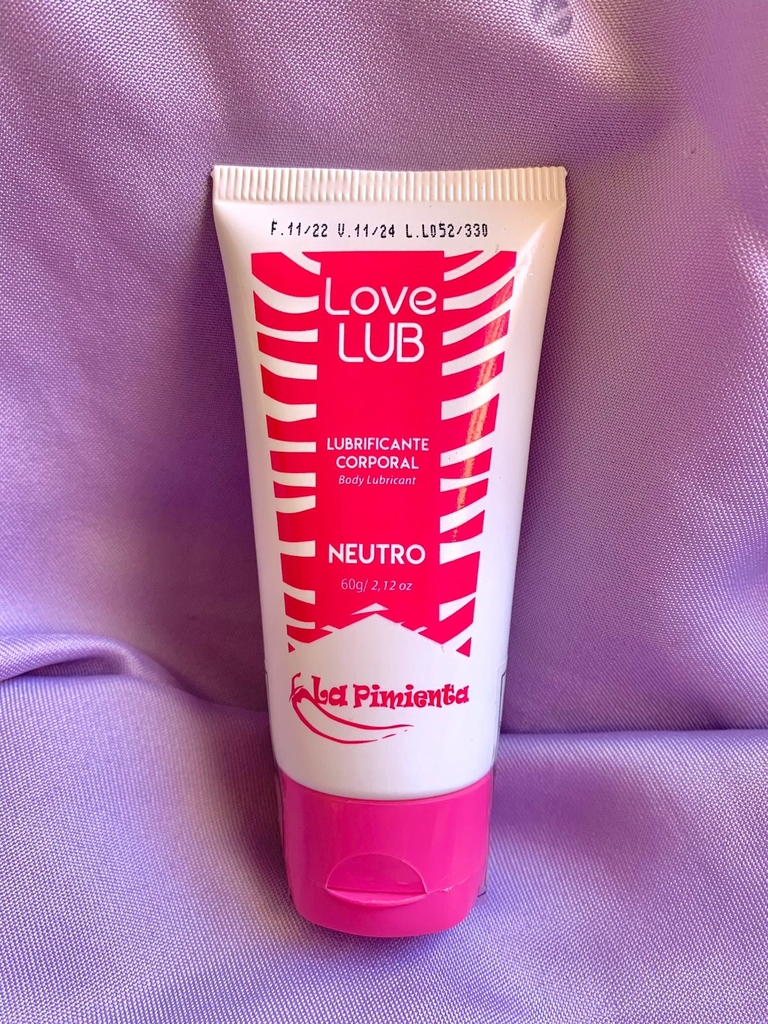 F.11/22 V.11/24 L.L052/330
Love
LUB
LUBRIFICANTE
CORPORAL
Body Lubricant
NEUTRO
60g/ 2,12 oz
La Pimienta